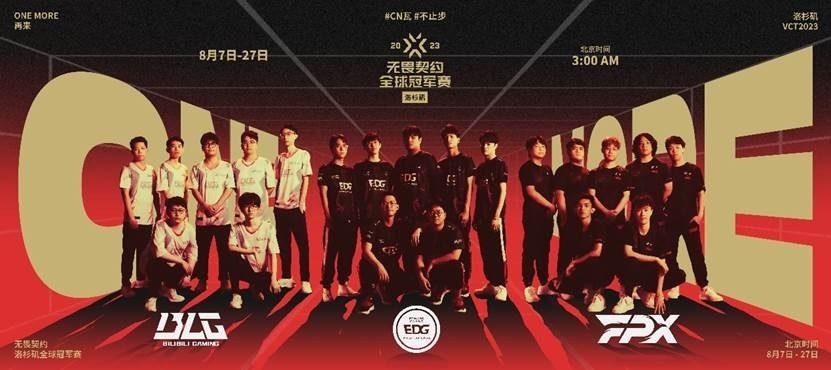 ONE MORE
再来
#CN瓦 #不止步
洛杉矶
VCT2023
8月7日-27日
2023
无畏契约
全球冠军赛
洛杉矶
北京时间
3:00 AM
ONE MORE
EDG
BLG
BILIBILI GAMING
EDG
FPX
无畏契约
洛杉矶全球冠军赛
北京时间
8月7日 - 27日